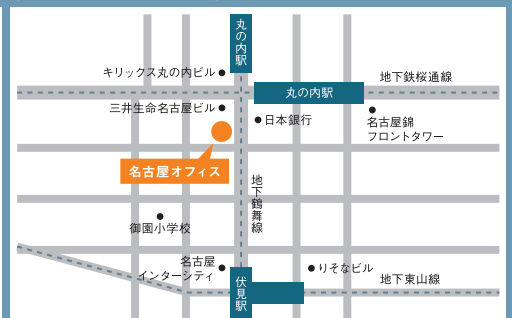 丸の内駅
キリックス丸の内ビル
地下鉄桜通線
丸の内駅
三井生命名古屋ビル
日本銀行
名古屋錦
フロントタワー
名古屋オフィス
地下鶴舞線
御園小学校
名古屋
インターシティ
りそなビル
地下東山線
伏見駅